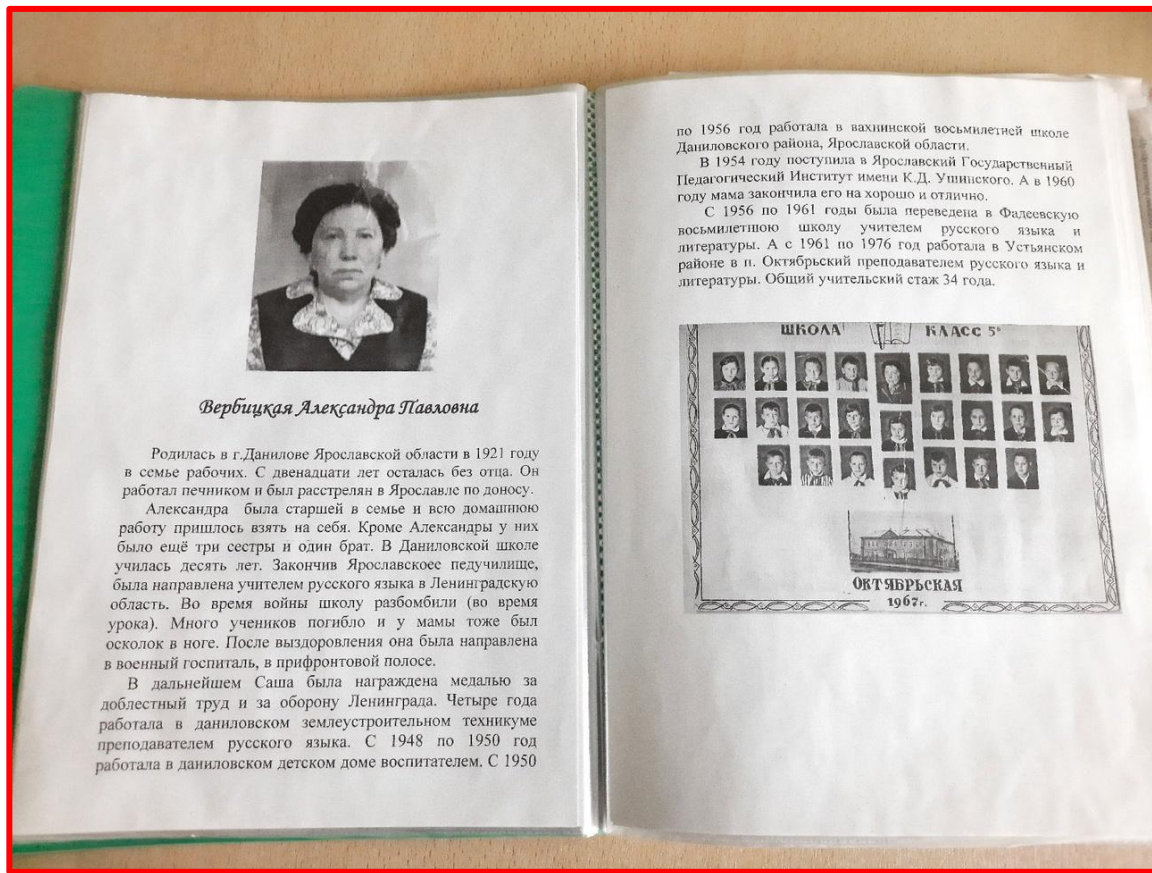 Вербицкая Александра Павловна
Родилась в г.Данилове Ярославской области в 1921 году
в семье рабочих. С двенадцати лет осталась без отца. Он
работал печником и был расстрелян в Ярославле по доносу.
Александра была старшей в семье и всю домашнюю
работу пришлось взять на себя. Кроме Александры у них
было ещё три сестры и один брат. В Даниловской школе
училась десять лет. Закончив Ярославскоее педучилище,
была направлена учителем русского языка в Ленинградскую
область. Во время войны школу разбомбили (во время
урока). Много учеников погибло и у мамы тоже был
осколок в ноге. После выздоровления она была направлена
в военный госпиталь, в прифронтовой полосе.
В дальнейшем Саша была награждена медалью за
доблестный труд и за оборону Ленинграда. Четыре года
работала в даниловском землеустроительном техникуме
преподавателем русского языка. С 1948 по 1950 год
работала в даниловском детском доме воспитателем. С 1950
по 1956 год работала в вахнинской восьмилетней школе
Даниловского района, Ярославской области.
В 1954 году поступила в Ярославский Государственный
Педагогический Институт имени К.Д. Ушинского. А в 1960
году мама закончила его на хорошо и отлично.
С 1956 по 1961 годы была переведена в Фадеевскую
восьмилетнюю школу учителем русского языка и
литературы. А с 1961 по 1976 год работала в Устьянском
районе в п. Октябрьский преподавателем русского языка и
литературы. Общий учительский стаж 34 года.
ШКОЛА КЛАСС 5а
ОКТЯБРЬСКАЯ
1967г.